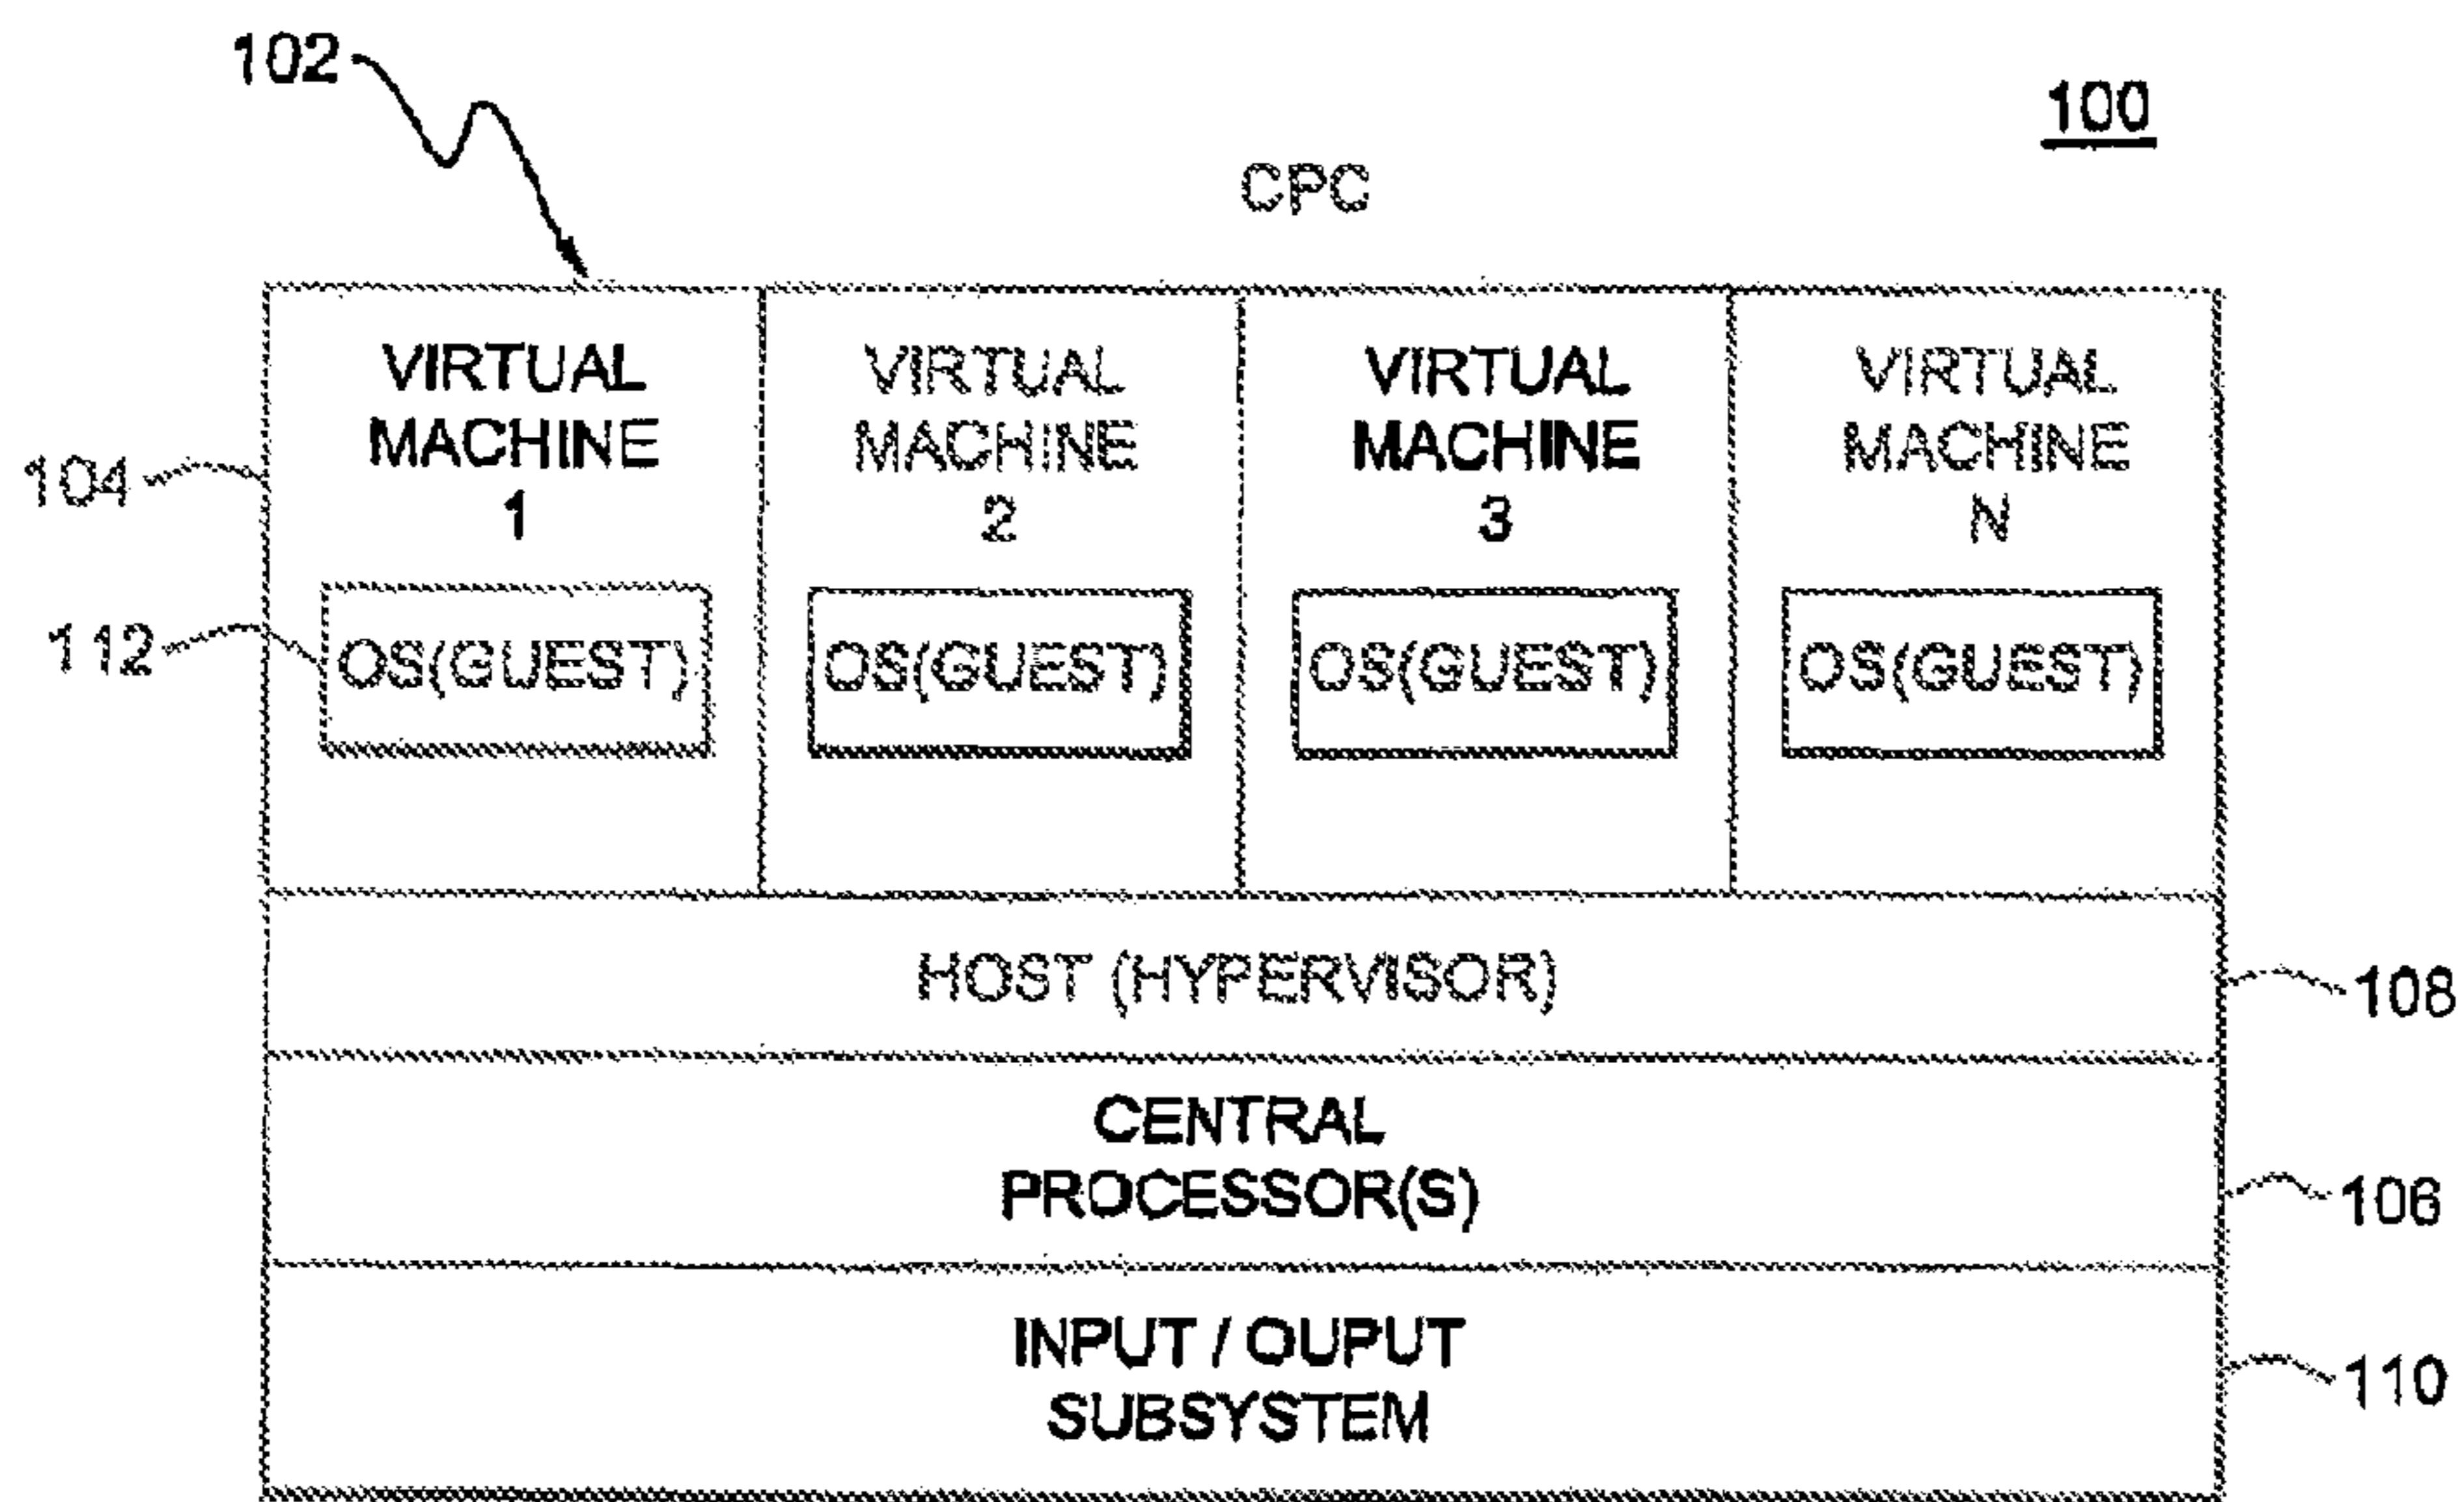 102
100
CPC
VIRTUAL MACHINE 1
VIRTUAL MACHINE 2
VIRTUAL MACHINE 3
VIRTUAL MACHINE N
104
112
OS(GUEST)
OS(GUEST)
OS(GUEST)
OS(GUEST)
HOST (HYPERVISOR)
108
CENTRAL
PROCESSOR(S)
106
INPUT / OUPUT
SUBSYSTEM
110